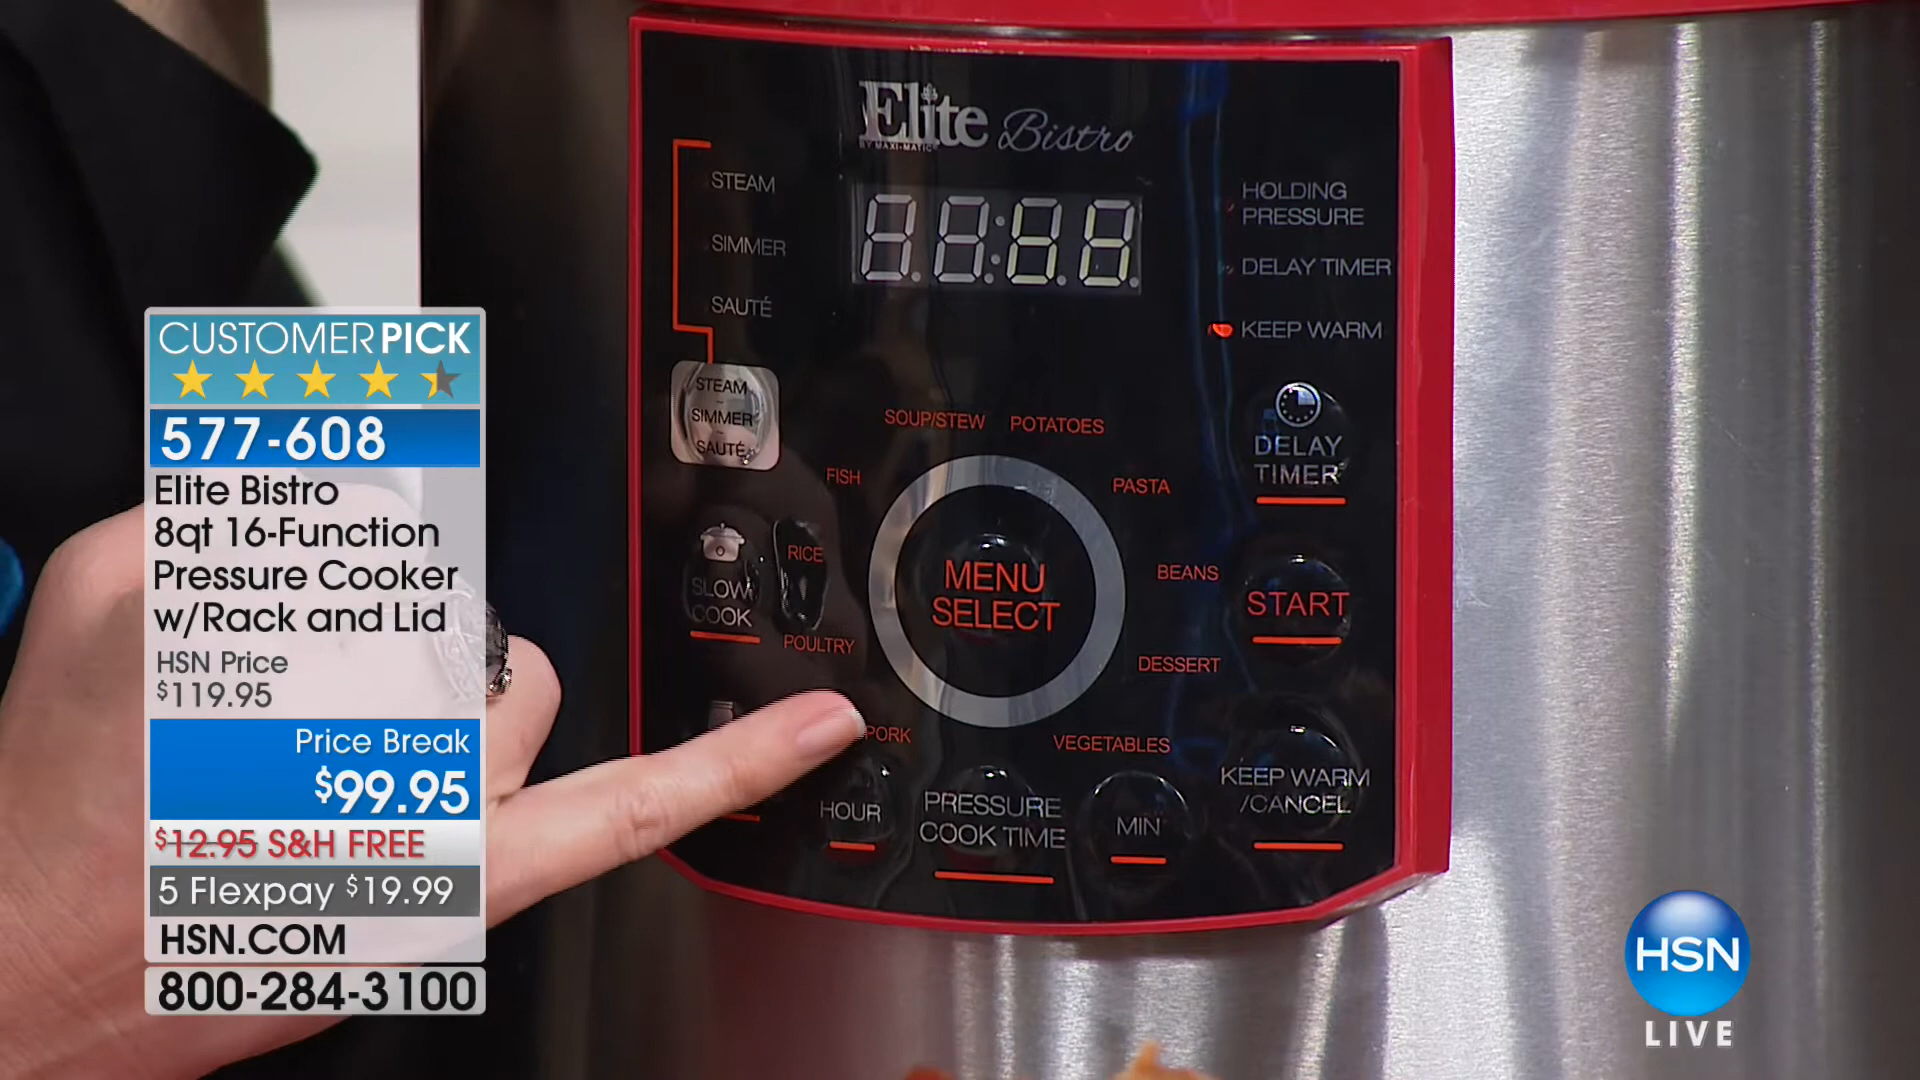 CUSTOMER PICK
577-608
Elite Bistro
8qt 16-Function
Pressure Cooker
w/Rack and Lid
HSN Price
$119.95
Price Break
$99.95
$12.95 S&H FREE
5 Flexpay $19.99
HSN.COM
800-284-3100
Elite Bistro
BY MAXI-MATIC
STEAM
SIMMER
SAUTÉ
HOLDING
PRESSURE
DELAY TIMER
KEEP WARM
STEAM
SIMMER
SAUTÉ
SLOW
COOK
SOUP/STEW
POTATOES
FISH
PASTA
RICE
BEANS
POULTRY
DESSERT
PORK
VEGETABLES
MENU
SELECT
DELAY
TIMER
START
HOUR
PRESSURE
COOK TIME
MIN
KEEP WARM
/CANCEL
HSN
LIVE